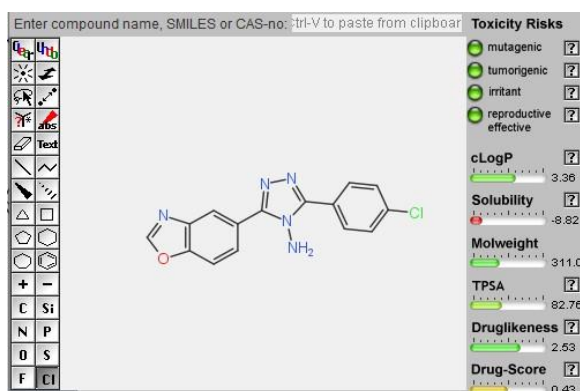 Enter compound name, SMILES or CAS-no: Ctrl-V to paste from clipboar
Toxicity Risks
mutagenic ?
tumorigenic ?
irritant ?
reproductive effective ?
cLogP ?
3.36
Solubility ?
-8.82
Molweight
311.0
TPSA ?
82.76
Druglikeness ?
2.53
Drug-Score ?
0.43
abs
Text
+ −
C Si
N P
O S
F Cl
N
O
N N
N
NH2
Cl